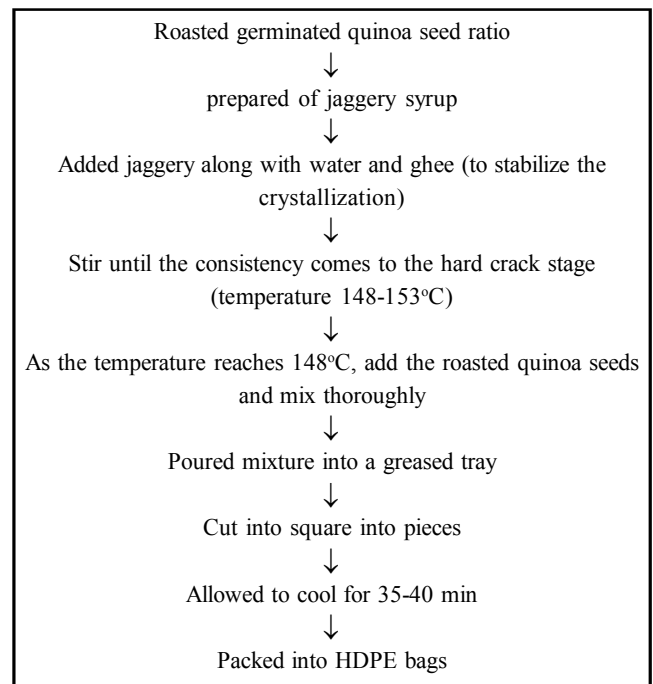 Roasted germinated quinoa seed ratio
↓
prepared of jaggery syrup
↓
Added jaggery along with water and ghee (to stabilize the
crystallization)
↓
Stir until the consistency comes to the hard crack stage
(temperature 148-153°C)
↓
As the temperature reaches 148°C, add the roasted quinoa seeds
and mix thoroughly
↓
Poured mixture into a greased tray
↓
Cut into square into pieces
↓
Allowed to cool for 35-40 min
↓
Packed into HDPE bags